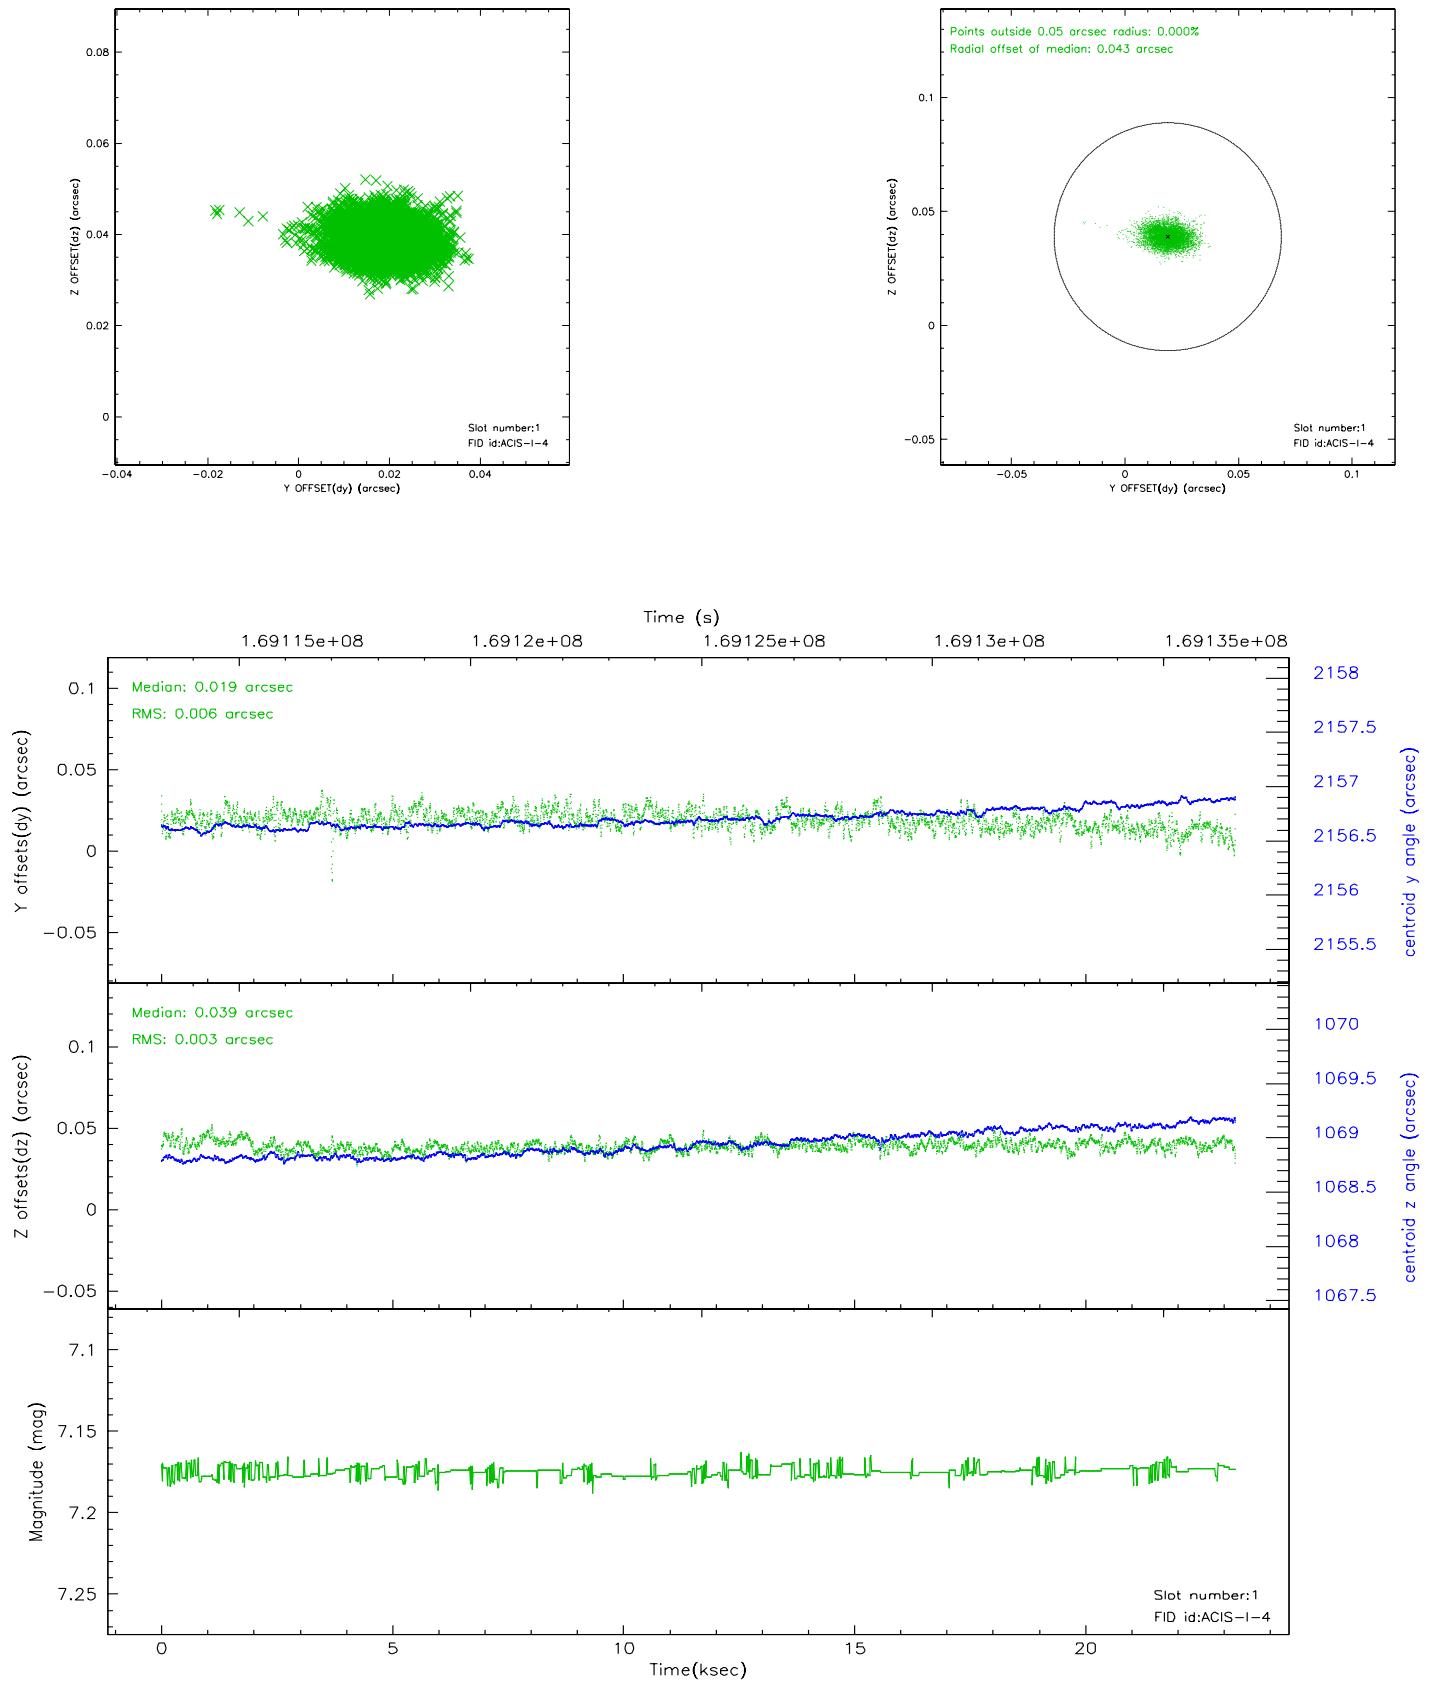 0.08
0.06
0.04
0.02
0
Z OFFSET(dz) (arcsec)
Slot number:1
FID id:ACIS-I-4
-0.04 -0.02 0 0.02 0.04
Y OFFSET(dy) (arcsec)
Points outside 0.05 arcsec radius: 0.000%
Radial offset of median: 0.043 arcsec
0.1
0.05
0
-0.05
Z OFFSET(dz) (arcsec)
Slot number:1
FID id:ACIS-I-4
-0.05 0 0.05 0.1
Y OFFSET(dy) (arcsec)
Time (s)
1.69115e+08 1.6912e+08 1.69125e+08 1.6913e+08 1.69135e+08
Median: 0.019 arcsec
RMS: 0.006 arcsec
0.1
0.05
0
-0.05
Y offsets(dy) (arcsec)
2158
2157.5
2157
2156.5
2156
2155.5
centroid y angle (arcsec)
Median: 0.039 arcsec
RMS: 0.003 arcsec
0.1
0.05
0
-0.05
Z offsets(dz) (arcsec)
1070
1069.5
1069
1068.5
1068
1067.5
centroid z angle (arcsec)
7.1
7.15
7.2
7.25
Magnitude (mag)
Slot number:1
FID id:ACIS-I-4
0 5 10 15 20
Time(ksec)